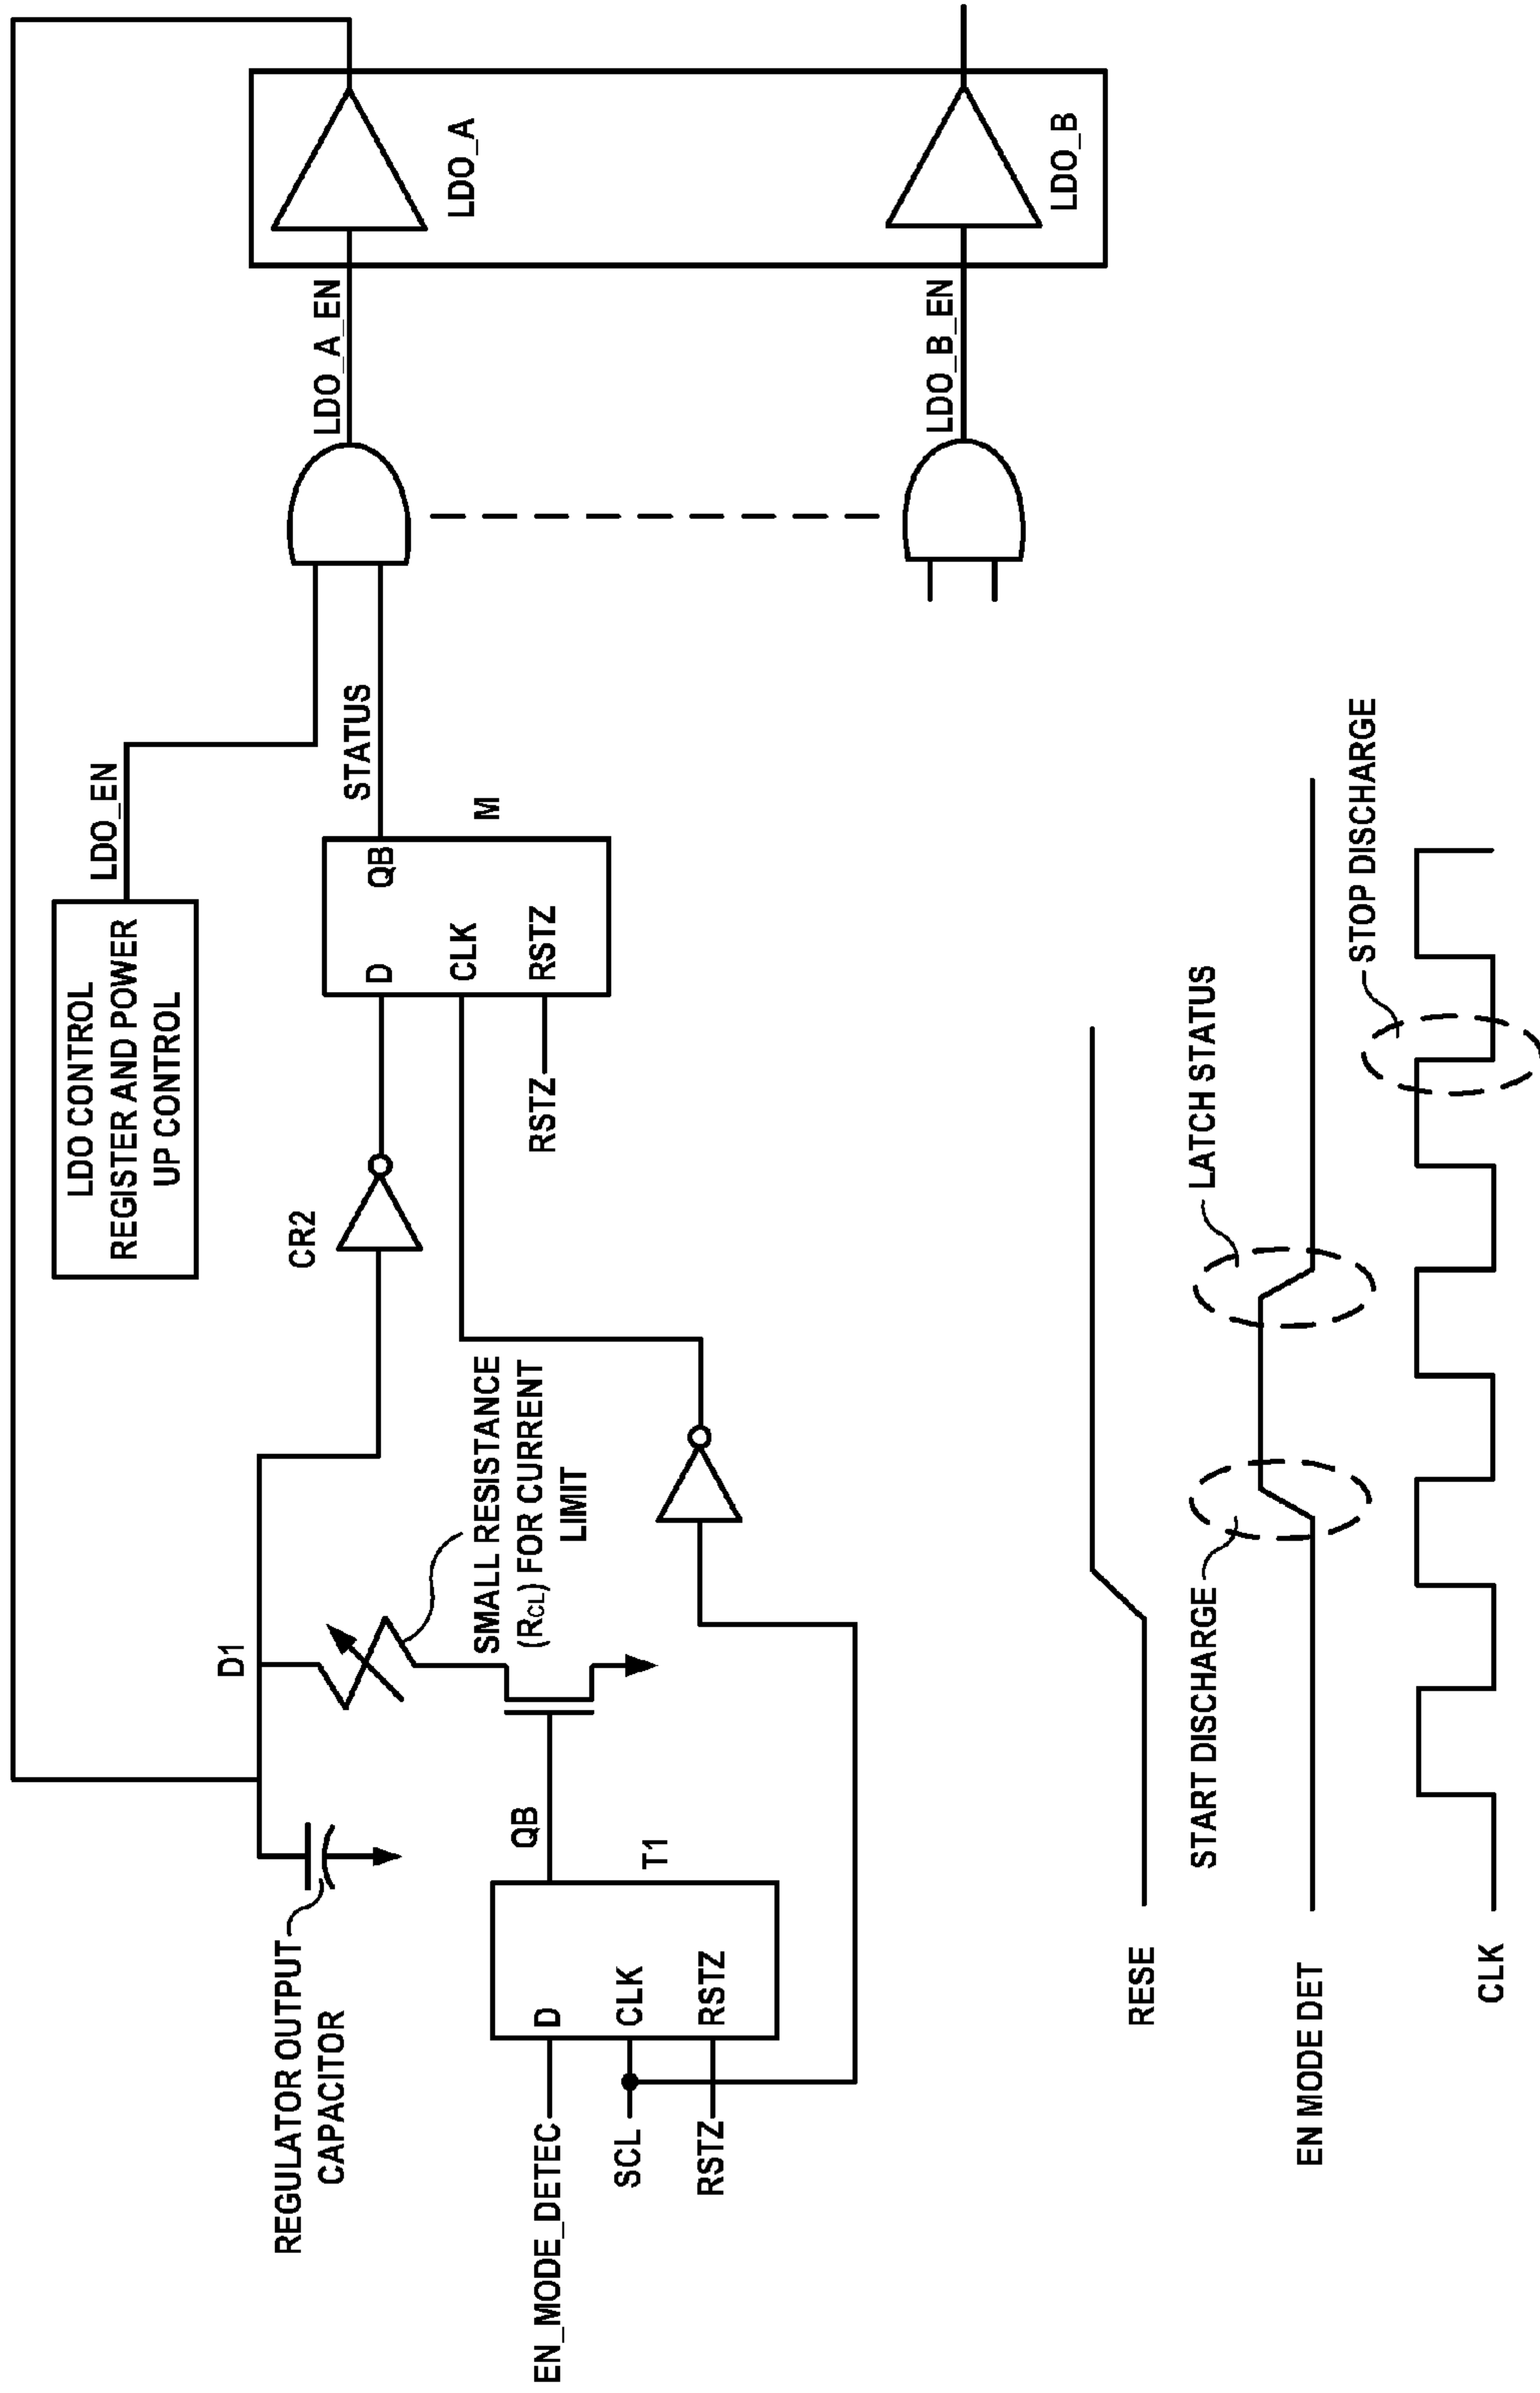 LDO CONTROL
REGISTER AND POWER
UP CONTROL
LDO_EN
D1
CR2
REGULATOR OUTPUT
CAPACITOR
SMALL RESISTANCE
(RCL) FOR CURRENT
LIMIT
D
QB
CLK
RSTZ
M
RSTZ
STATUS
LDO_A_EN
LDO_A
LDO_B_EN
LDO_B
EN_MODE_DETEC
SCL
RSTZ
D
CLK
RSTZ
T1
QB
RESE
START DISCHARGE
LATCH STATUS
EN MODE DET
STOP DISCHARGE
CLK